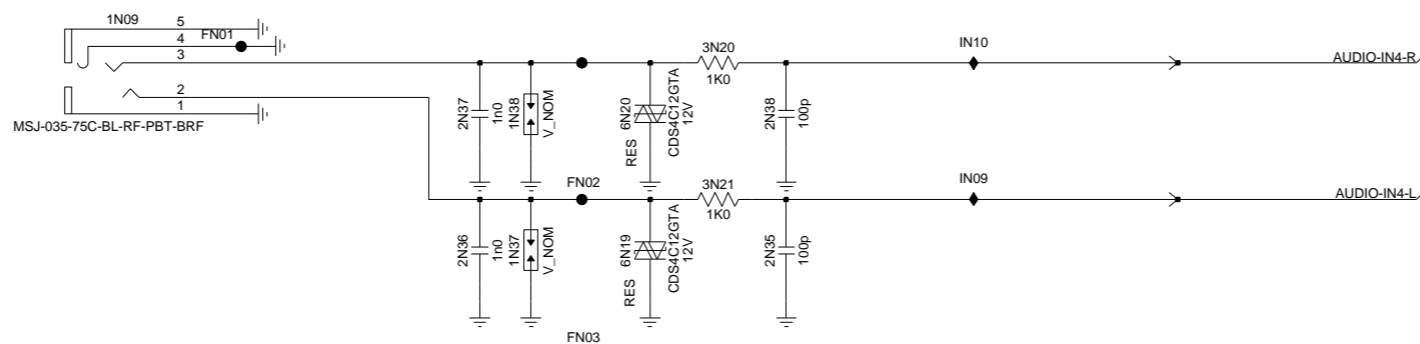 1N09
5
4
FN01
3
2
1
MSJ-035-75C-BL-RF-PBT-BRF
2N37
1n0
1N38
V_NOM
RES
6N20
CDS4C12GTA
12V
3N20
1K0
2N38
100p
IN10
AUDIO-IN4-R
2N36
1n0
1N37
V_NOM
FN02
RES
6N19
CDS4C12GTA
12V
3N21
1K0
2N35
100p
IN09
AUDIO-IN4-L
FN03